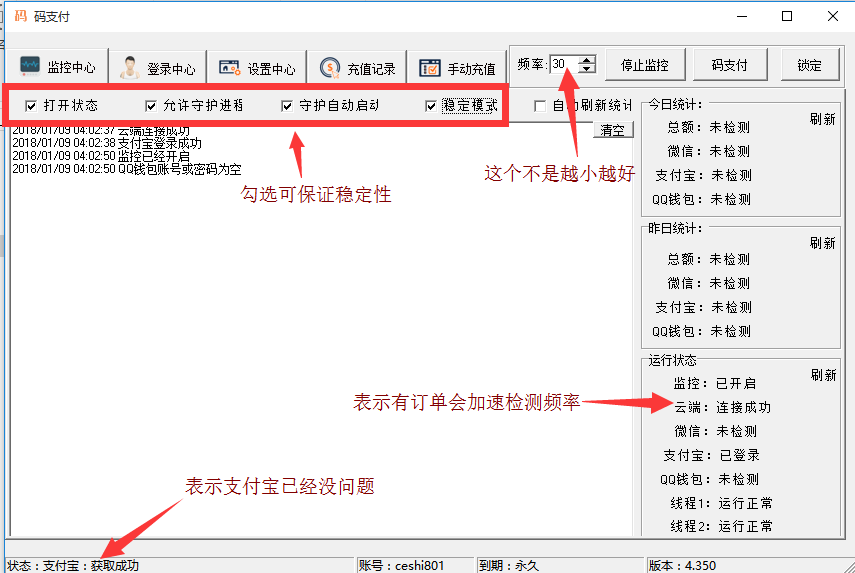 码 码支付
监控中心 登录中心 设置中心 充值记录 手动充值 频率: 30 停止监控 码支付 锁定
打开状态 允许守护进程 守护自动启动 稳定模式 自动刷新统计
清空
2018/01/09 04:02:37 云端连接成功
2018/01/09 04:02:38 支付宝登录成功
2018/01/09 04:02:50 监控已经开启
2018/01/09 04:02:50 QQ钱包账号或密码为空
勾选可保证稳定性
这个不是越小越好
今日统计:
刷新
总额: 未检测
微信: 未检测
支付宝: 未检测
QQ钱包: 未检测
昨日统计:
刷新
总额: 未检测
微信: 未检测
支付宝: 未检测
QQ钱包: 未检测
运行状态
刷新
监控: 已开启
云端: 连接成功
微信: 未检测
支付宝: 已登录
QQ钱包: 未检测
线程1: 运行正常
线程2: 运行正常
表示有订单会加速检测频率
表示支付宝已经没问题
状态:支付宝:获取成功 账号:ceshi801 到期:永久 版本:4.350